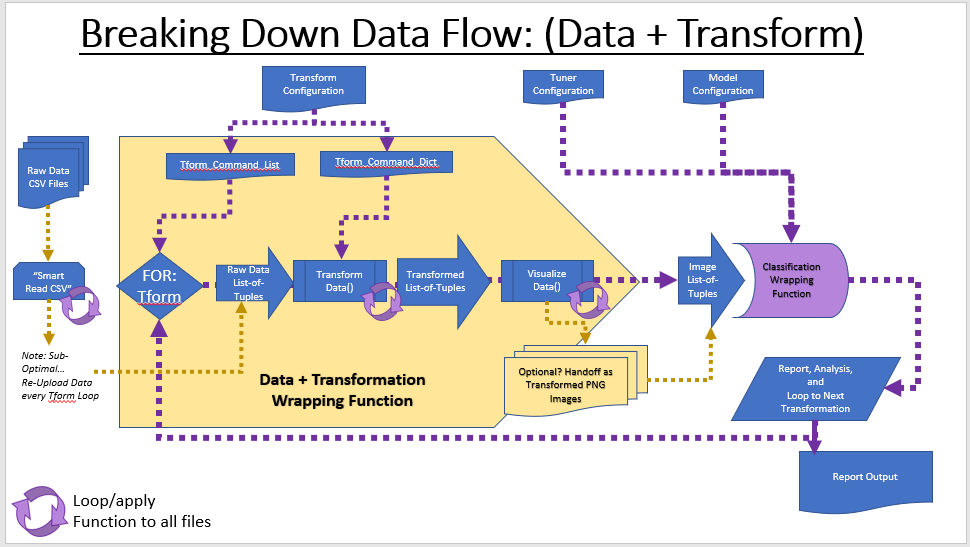 Breaking Down Data Flow: (Data + Transform)
Transform
Configuration
Tuner
Configuration
Model
Configuration
Raw Data
CSV Files
Tform_Command_List
Tform_Command_Dict
"Smart
Read CSV"
FOR:
Tform
Raw Data
List-of-
Tuples
Transform
Data()
Transformed
List-of-Tuples
Visualize
Data()
Image
List-of-
Tuples
Classification
Wrapping
Function
Note: Sub-
Optimal...
Re-Upload Data
every Tform Loop
Data + Transformation
Wrapping Function
Optional? Handoff as
Transformed PNG
Images
Report, Analysis,
and
Loop to Next
Transformation
Report Output
Loop/apply
Function to all files